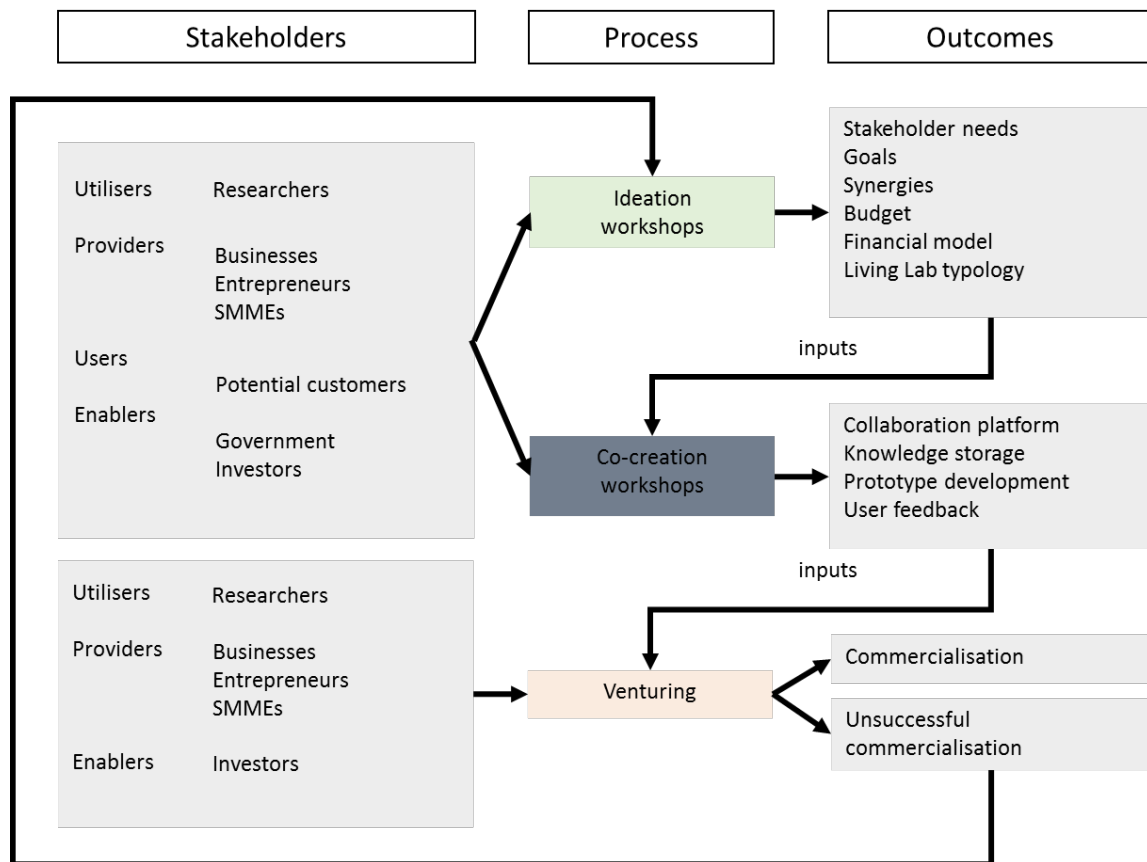 Stakeholders
Process
Outcomes
Utilisers
Researchers
Providers
Businesses
Entrepreneurs
SMMEs
Users
Potential customers
Enablers
Government
Investors
Ideation
workshops
Stakeholder needs
Goals
Synergies
Budget
Financial model
Living Lab typology
inputs
Co-creation
workshops
Collaboration platform
Knowledge storage
Prototype development
User feedback
inputs
Utilisers
Researchers
Providers
Businesses
Entrepreneurs
SMMEs
Enablers
Investors
Venturing
Commercialisation
Unsuccessful
commercialisation